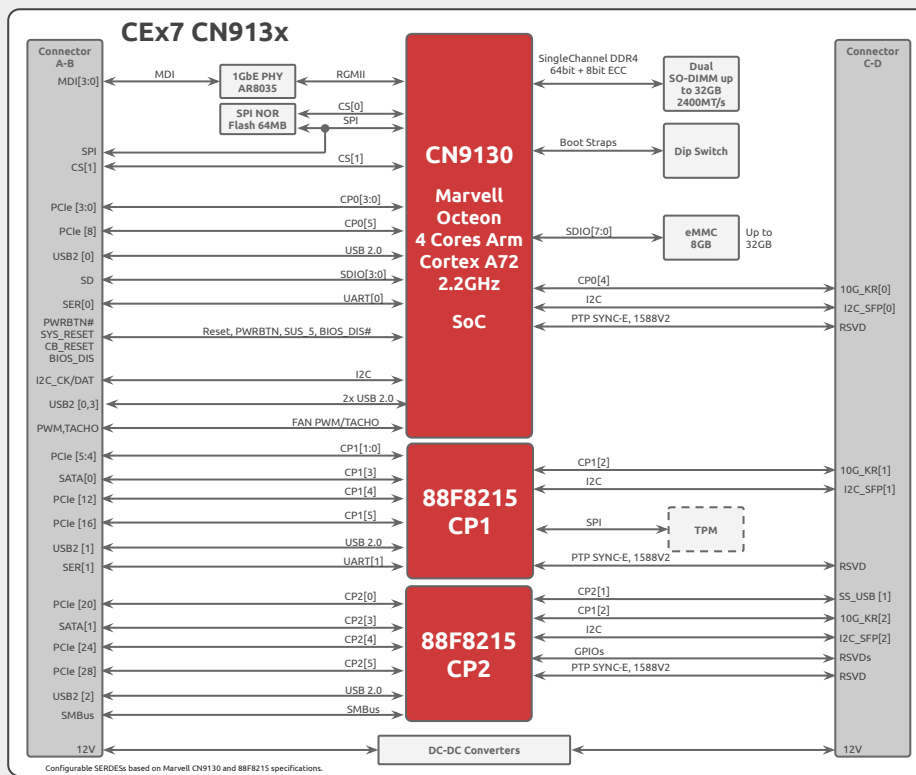 CEx7 CN913x
Connector
A-B
MDI[3:0]
SPI
CS[1]
PCIe [3:0]
PCIe [8]
USB2 [0]
SD
SER[0]
PWRBTN#
SYS_RESET
CB_RESET
BIOS_DIS
I2C_CK/DAT
USB2 [0,3]
PWM,TACHO
PCIe [5:4]
SATA[0]
PCIe [12]
PCIe [16]
USB2 [1]
SER[1]
PCIe [20]
SATA[1]
PCIe [24]
PCIe [28]
USB2 [2]
SMBus
12V
MDI
1GbE PHY
AR8035
RGMII
SPI NOR
Flash 64MB
CS[0]
SPI
CS[1]
CP0[3:0]
CP0[5]
USB 2.0
SDIO[3:0]
UART[0]
Reset, PWRBTN, SUS_5, BIOS_DIS#
I2C
2x USB 2.0
FAN PWM/TACHO
CP1[1:0]
CP1[3]
CP1[4]
CP1[5]
USB 2.0
UART[1]
CP2[0]
CP2[3]
CP2[4]
CP2[5]
USB 2.0
SMBus
CN9130
Marvell
Octeon
4 Cores Arm
Cortex A72
2.2GHz
SoC
88F8215
CP1
88F8215
CP2
DC-DC Converters
SingleChannel DDR4
64bit + 8bit ECC
Dual
SO-DIMM up
to 32GB
2400MT/s
Boot Straps
Dip Switch
SDIO[7:0]
eMMC
8GB
Up to
32GB
CP0[4]
I2C
PTP SYNC-E, 1588V2
CP1[2]
I2C
SPI
TPM
PTP SYNC-E, 1588V2
CP2[1]
CP1[2]
I2C
GPIOs
PTP SYNC-E, 1588V2
Connector
C-D
10G_KR[0]
I2C_SFP[0]
RSVD
10G_KR[1]
I2C_SFP[1]
RSVD
SS_USB [1]
10G_KR[2]
I2C_SFP[2]
RSVDs
RSVD
12V
Configurable SERDESs based on Marvell CN9130 and 88F8215 specifications.